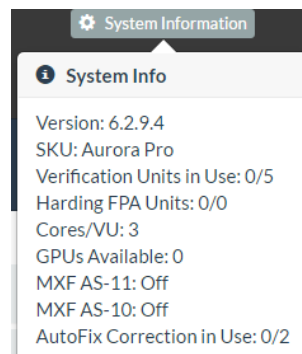 System Information
System Info
Version: 6.2.9.4
SKU: Aurora Pro
Verification Units in Use: 0/5
Harding FPA Units: 0/0
Cores/VU: 3
GPUs Available: 0
MXF AS-11: Off
MXF AS-10: Off
AutoFix Correction in Use: 0/2